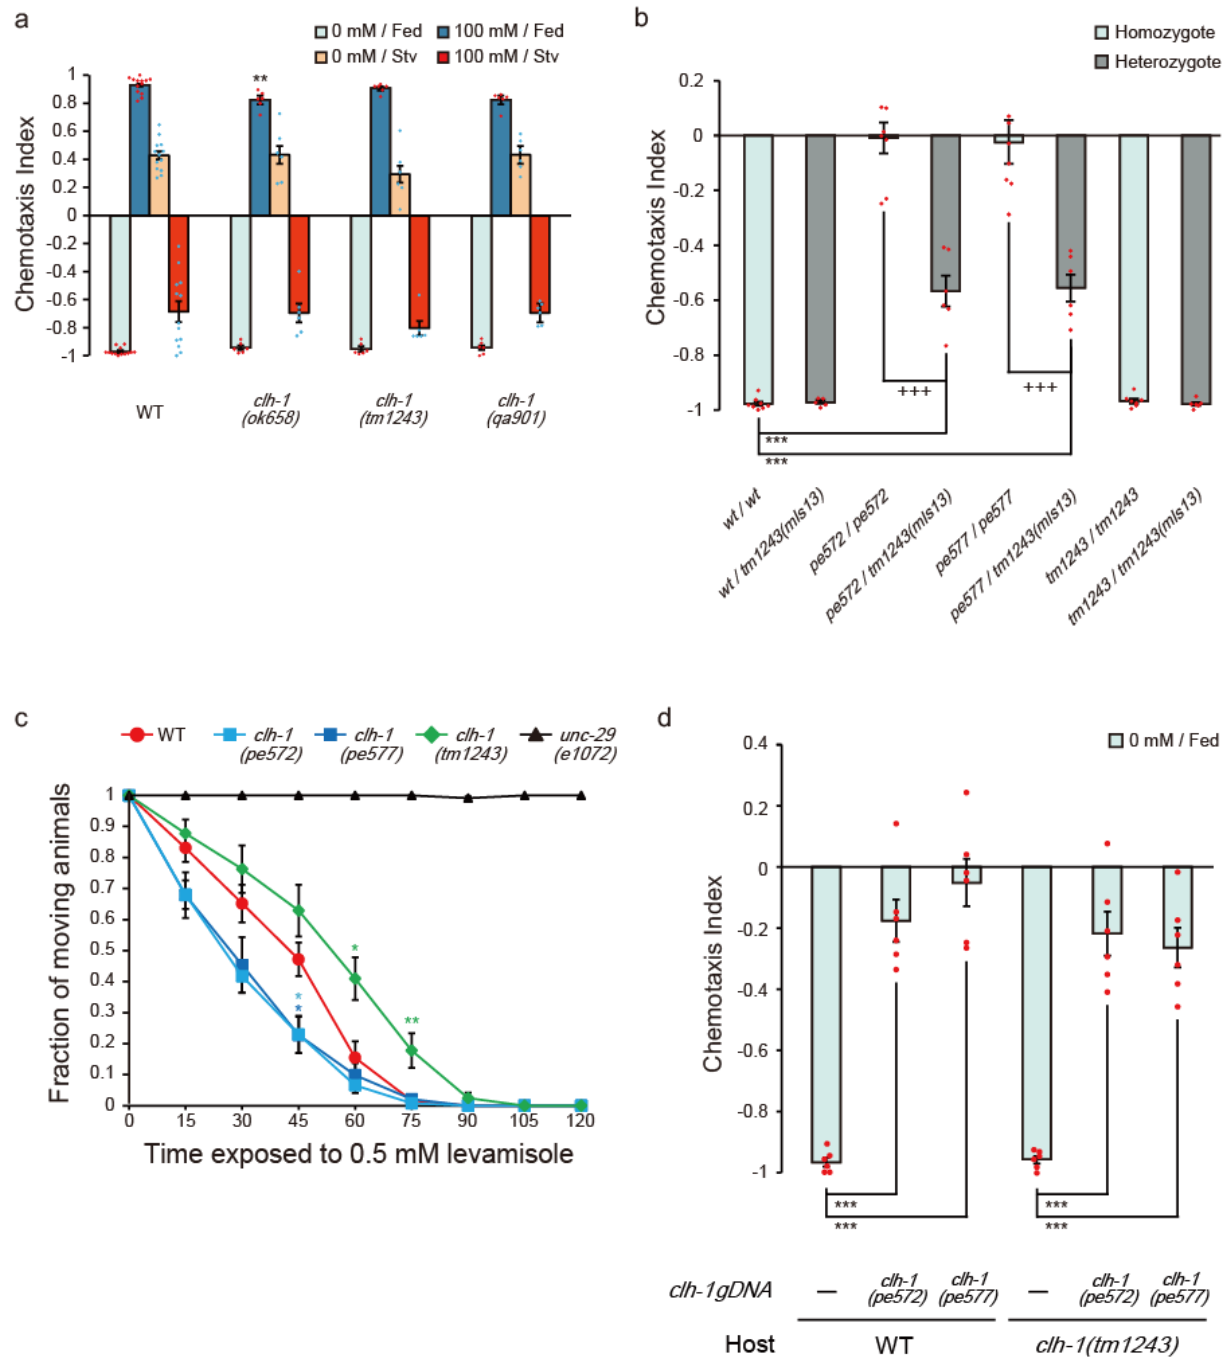 a
0 mM / Fed
100 mM / Fed
0 mM / Stv
100 mM / Stv
Chemotaxis Index
1
0.8
0.6
0.4
0.2
0
-0.2
-0.4
-0.6
-0.8
-1
**
WT
clh-1
(ok658)
clh-1
(tm1243)
clh-1
(qa901)
b
Homozygote
Heterozygote
Chemotaxis Index
0.2
0
-0.2
-0.4
-0.6
-0.8
-1
+++
+++
***
***
wt / wt
wt / tm1243(mIs13)
pe572 / pe572
pe572 / tm1243(mIs13)
pe577 / pe577
pe577 / tm1243(mIs13)
tm1243 / tm1243
tm1243 / tm1243(mIs13)
c
WT
clh-1
(pe572)
clh-1
(pe577)
clh-1
(tm1243)
unc-29
(e1072)
Fraction of moving animals
1
0.9
0.8
0.7
0.6
0.5
0.4
0.3
0.2
0.1
0
*
*
*
**
0 15 30 45 60 75 90 105 120
Time exposed to 0.5 mM levamisole
d
0 mM / Fed
Chemotaxis Index
0.4
0.2
0
-0.2
-0.4
-0.6
-0.8
-1
***
***
***
***
clh-1gDNA
—
clh-1
(pe572)
clh-1
(pe577)
—
clh-1
(pe572)
clh-1
(pe577)
Host
WT
clh-1(tm1243)